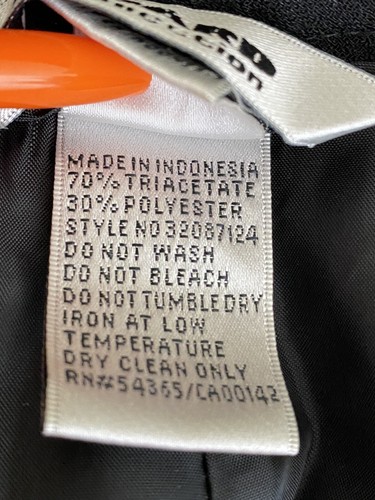 MADE IN INDONESIA
70% TRIACETATE
30% POLYESTER
STYLE NO 32087124
DO NOT WASH
DO NOT BLEACH
DO NOT TUMBLE DRY
IRON AT LOW
TEMPERATURE
DRY CLEAN ONLY
RN#54365/CA00142